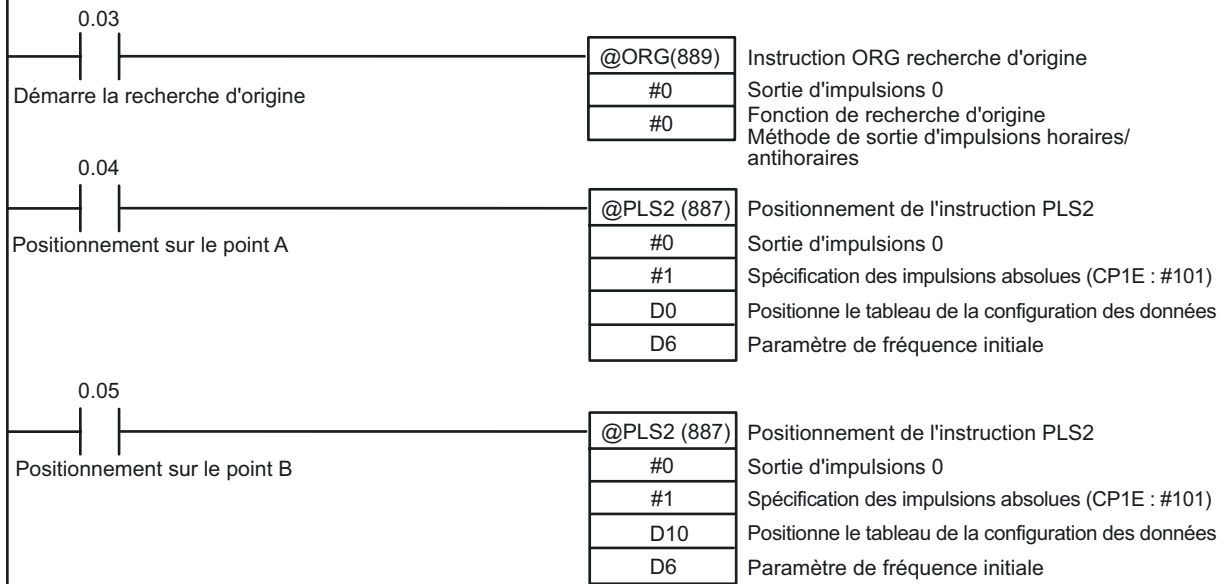 0.03
@ORG(889) Instruction ORG recherche d'origine
#0 Sortie d'impulsions 0
Démarre la recherche d'origine
#0 Fonction de recherche d'origine
Méthode de sortie d'impulsions horaires/
antihoraires
0.04
@PLS2 (887) Positionnement de l'instruction PLS2
Positionnement sur le point A
#0 Sortie d'impulsions 0
#1 Spécification des impulsions absolues (CP1E : #101)
D0 Positionne le tableau de la configuration des données
D6 Paramètre de fréquence initiale
0.05
@PLS2 (887) Positionnement de l'instruction PLS2
Positionnement sur le point B
#0 Sortie d'impulsions 0
#1 Spécification des impulsions absolues (CP1E : #101)
D10 Positionne le tableau de la configuration des données
D6 Paramètre de fréquence initiale